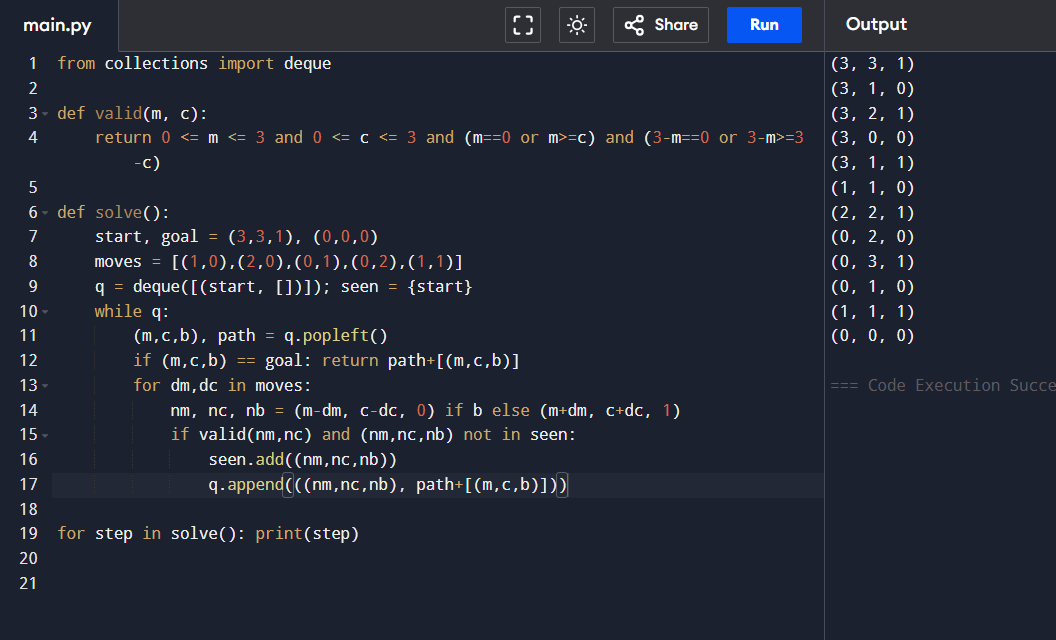 main.py
Share
Run
Output
1 from collections import deque
2
3 def valid(m, c):
4     return 0 <= m <= 3 and 0 <= c <= 3 and (m==0 or m>=c) and (3-m==0 or 3-m>=3
        -c)
5
6 def solve():
7     start, goal = (3,3,1), (0,0,0)
8     moves = [(1,0),(2,0),(0,1),(0,2),(1,1)]
9     q = deque([(start, [])]); seen = {start}
10     while q:
11         (m,c,b), path = q.popleft()
12         if (m,c,b) == goal: return path+[(m,c,b)]
13         for dm,dc in moves:
14             nm, nc, nb = (m-dm, c-dc, 0) if b else (m+dm, c+dc, 1)
15             if valid(nm,nc) and (nm,nc,nb) not in seen:
16                 seen.add((nm,nc,nb))
17                 q.append(((nm,nc,nb), path+[(m,c,b)]))
18
19 for step in solve(): print(step)
20
21
(3, 3, 1)
(3, 1, 0)
(3, 2, 1)
(3, 0, 0)
(3, 1, 1)
(1, 1, 0)
(2, 2, 1)
(0, 2, 0)
(0, 3, 1)
(0, 1, 0)
(1, 1, 1)
(0, 0, 0)
=== Code Execution Succe